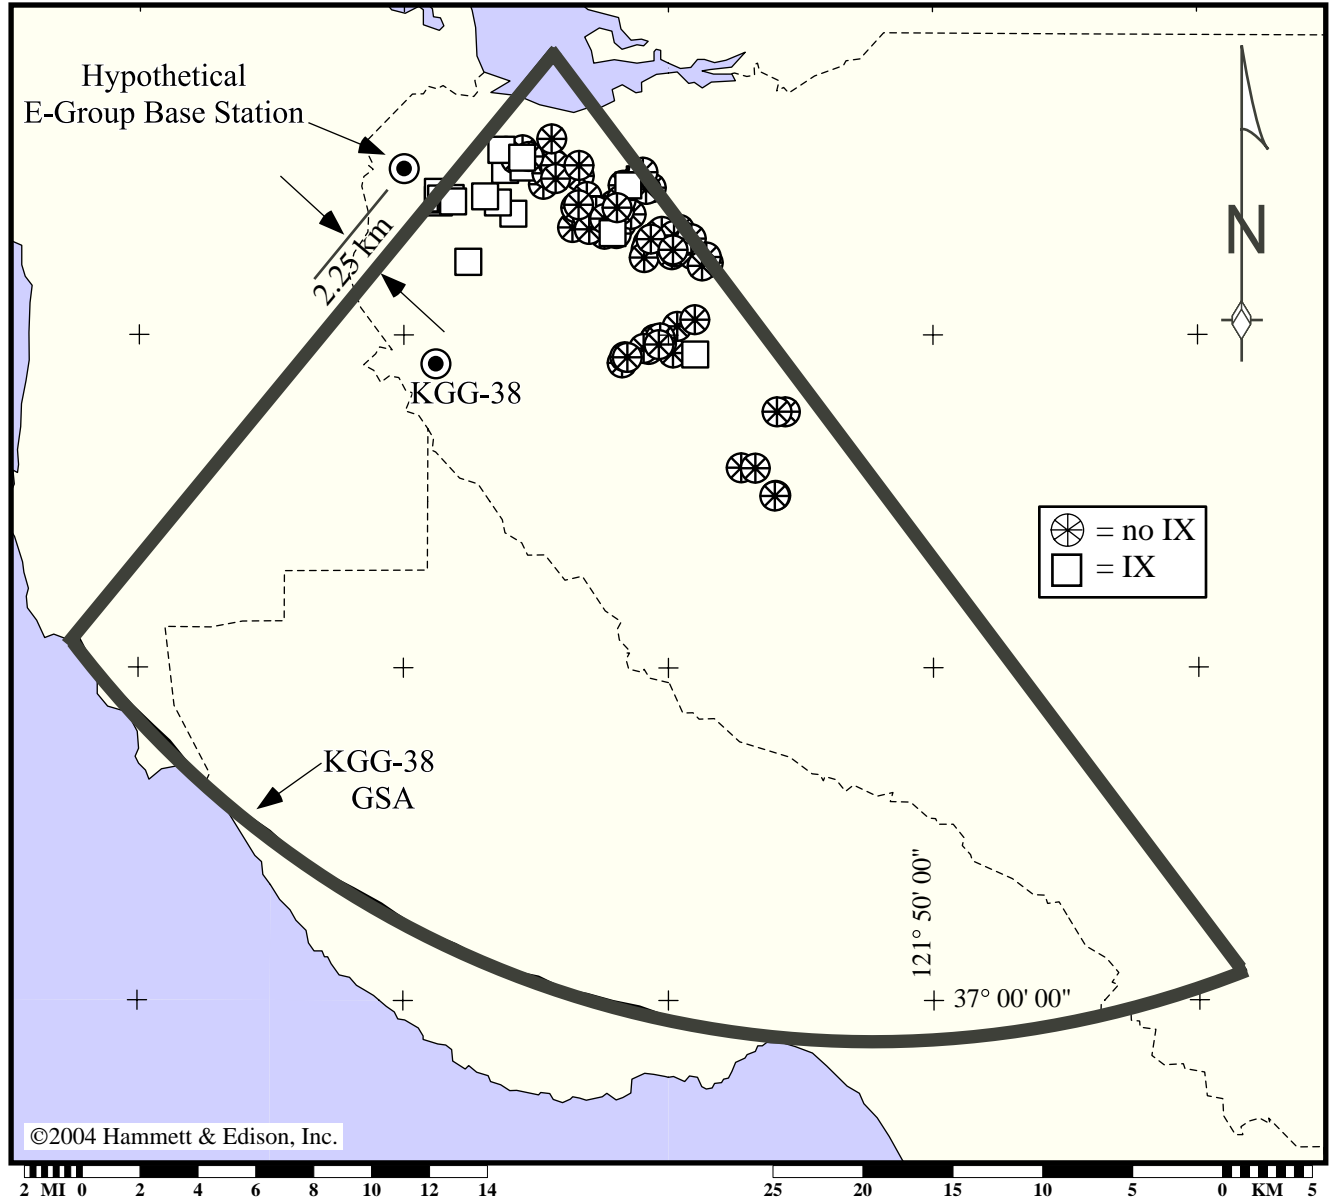 Hypothetical
E-Group Base Station
2.25 km
N
KGG-38
= no IX
= IX
KGG-38
GSA
121° 50' 00"
37° 00' 00"
©2004 Hammett & Edison, Inc.
2 MI 0 2 4 6 8 10 12 14 25 20 15 10 5 0 KM 5